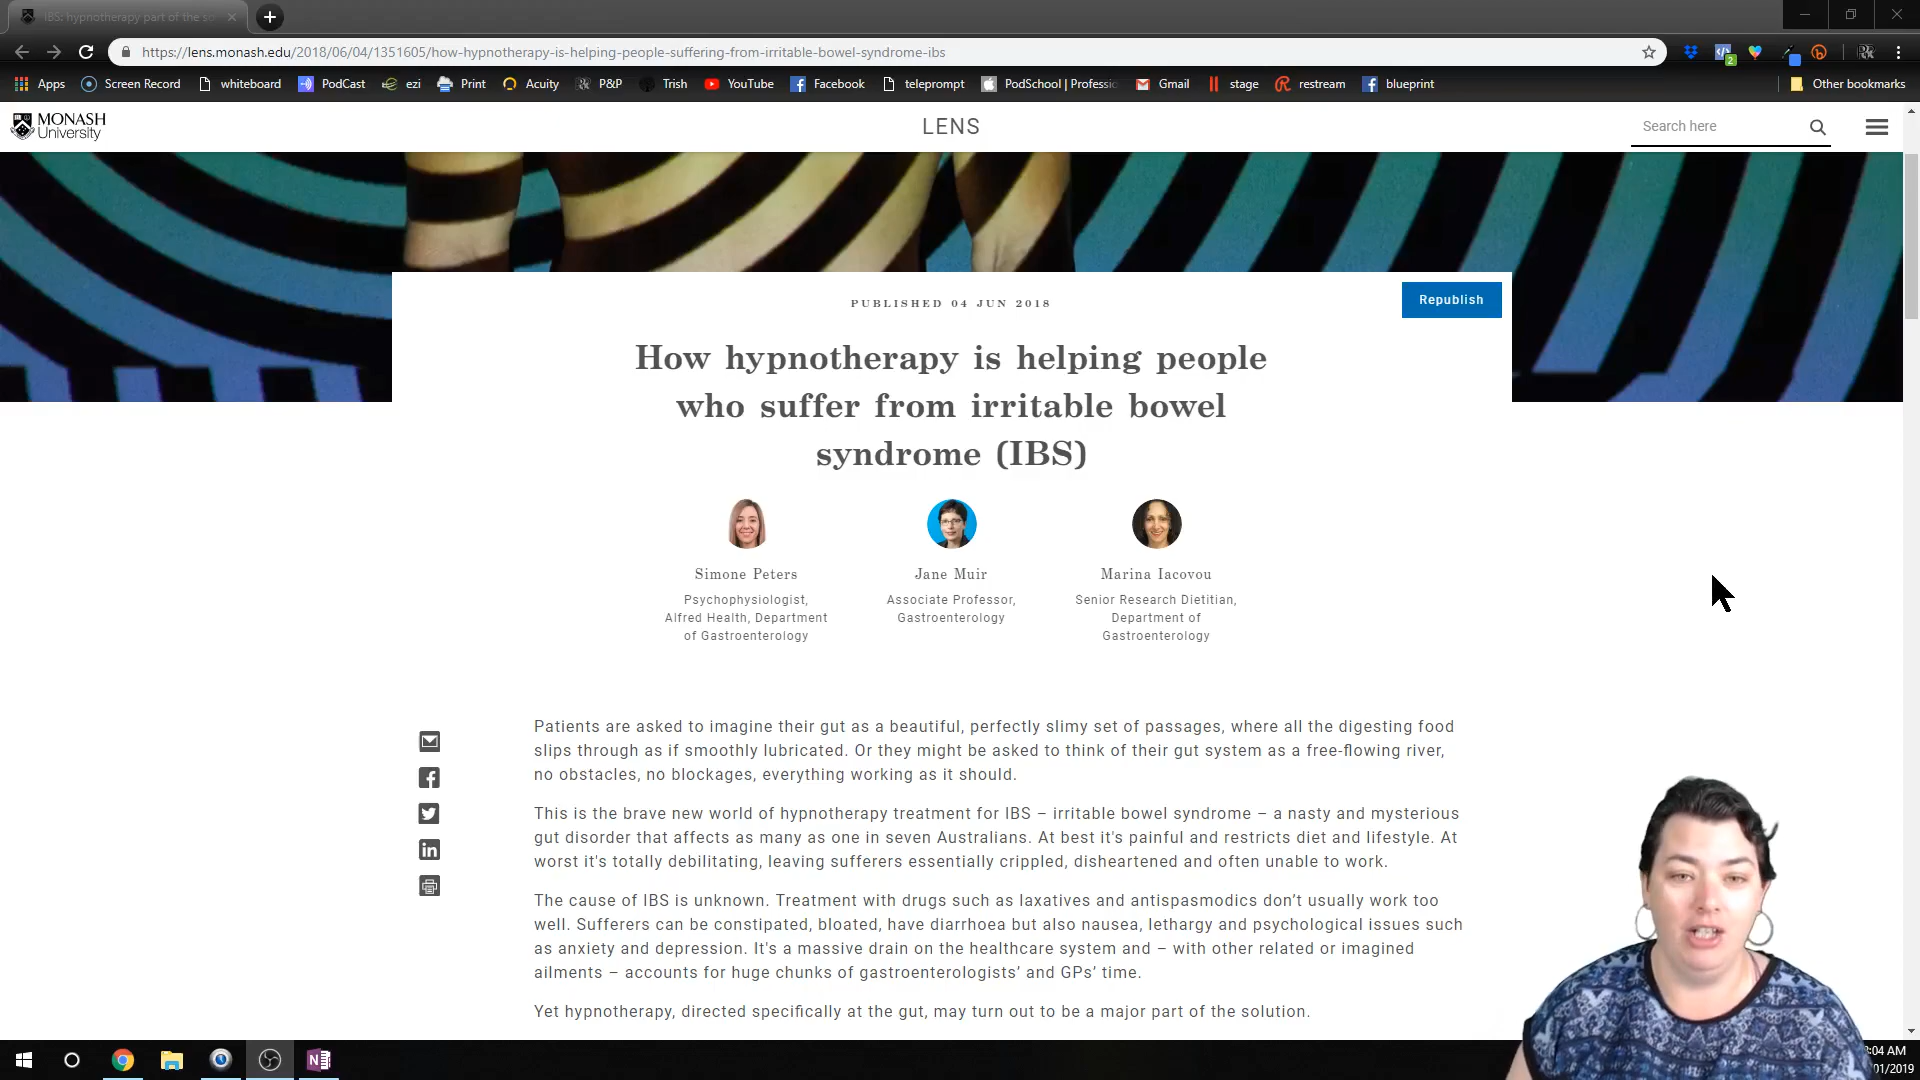 IBS: hypnotherapy part of the so
https://lens.monash.edu/2018/06/04/1351605/how-hypnotherapy-is-helping-people-suffering-from-irritable-bowel-syndrome-ibs
2
Apps Screen Record whiteboard PodCast ezi Print Acuity P&P Trish YouTube Facebook teleprompt PodSchool | Professio Gmail stage restream blueprint Other bookmarks
MONASH
University
LENS
Search here
PUBLISHED 04 JUN 2018
Republish
How hypnotherapy is helping people
who suffer from irritable bowel
syndrome (IBS)
Simone Peters
Psychophysiologist,
Alfred Health, Department
of Gastroenterology
Jane Muir
Associate Professor,
Gastroenterology
Marina Iacovou
Senior Research Dietitian,
Department of
Gastroenterology
Patients are asked to imagine their gut as a beautiful, perfectly slimy set of passages, where all the digesting food
slips through as if smoothly lubricated. Or they might be asked to think of their gut system as a free-flowing river,
no obstacles, no blockages, everything working as it should.
This is the brave new world of hypnotherapy treatment for IBS – irritable bowel syndrome – a nasty and mysterious
gut disorder that affects as many as one in seven Australians. At best it's painful and restricts diet and lifestyle. At
worst it's totally debilitating, leaving sufferers essentially crippled, disheartened and often unable to work.
The cause of IBS is unknown. Treatment with drugs such as laxatives and antispasmodics don’t usually work too
well. Sufferers can be constipated, bloated, have diarrhoea but also nausea, lethargy and psychological issues such
as anxiety and depression. It's a massive drain on the healthcare system and – with other related or imagined
ailments – accounts for huge chunks of gastroenterologists’ and GPs’ time.
Yet hypnotherapy, directed specifically at the gut, may turn out to be a major part of the solution.
:04 AM
01/2019